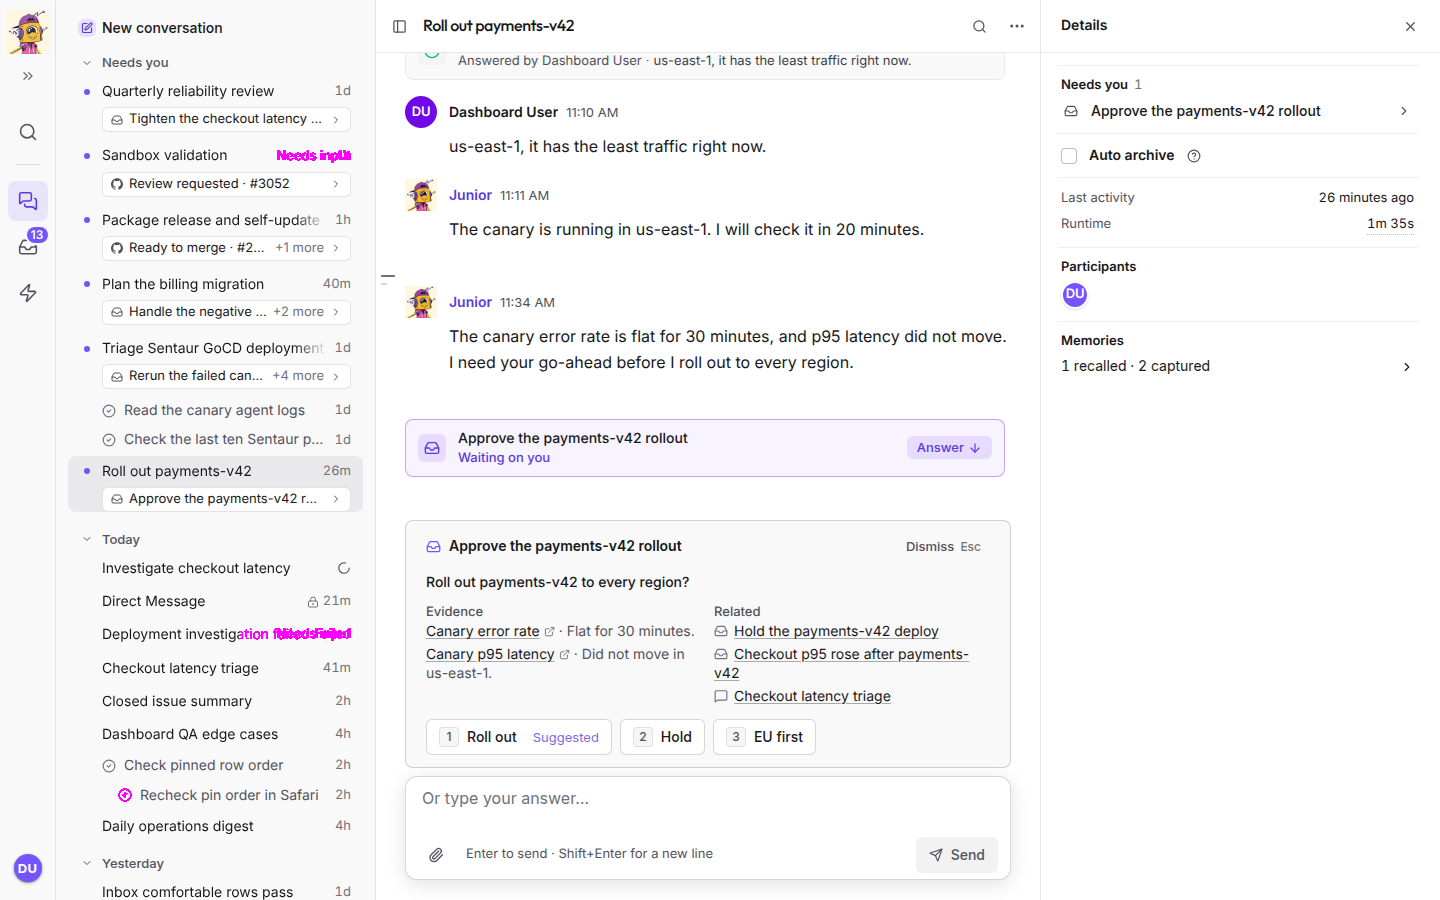 New conversation
Needs you
Quarterly reliability review 1d
Tighten the checkout latency ...
Sandbox validation
Review requested · #3052
Package release and self-update 1h
Ready to merge · #2... +1 more
Plan the billing migration 40m
Handle the negative ... +2 more
Triage Sentaur GoCD deployment 1d
Rerun the failed can... +4 more
Read the canary agent logs 1d
Check the last ten Sentaur p... 1d
Roll out payments-v42 26m
Approve the payments-v42 r...
Today
Investigate checkout latency
Direct Message 21m
Deployment investigation
Checkout latency triage 41m
Closed issue summary 2h
Dashboard QA edge cases 4h
Check pinned row order 2h
Recheck pin order in Safari 2h
Daily operations digest 4h
Yesterday
Inbox comfortable rows pass 1d
13
DU
Roll out payments-v42
Answered by Dashboard User · us-east-1, it has the least traffic right now.
DU Dashboard User 11:10 AM
us-east-1, it has the least traffic right now.
Junior 11:11 AM
The canary is running in us-east-1. I will check it in 20 minutes.
Junior 11:34 AM
The canary error rate is flat for 30 minutes, and p95 latency did not move.
I need your go-ahead before I roll out to every region.
Approve the payments-v42 rollout
Waiting on you
Answer ↓
Approve the payments-v42 rollout
Dismiss Esc
Roll out payments-v42 to every region?
Evidence
Canary error rate · Flat for 30 minutes.
Canary p95 latency · Did not move in
us-east-1.
Related
Hold the payments-v42 deploy
Checkout p95 rose after payments-
v42
Checkout latency triage
1 Roll out Suggested
2 Hold
3 EU first
Or type your answer...
Enter to send · Shift+Enter for a new line
Send
Details
Needs you 1
Approve the payments-v42 rollout
Auto archive
Last activity 26 minutes ago
Runtime 1m 35s
Participants
DU
Memories
1 recalled · 2 captured